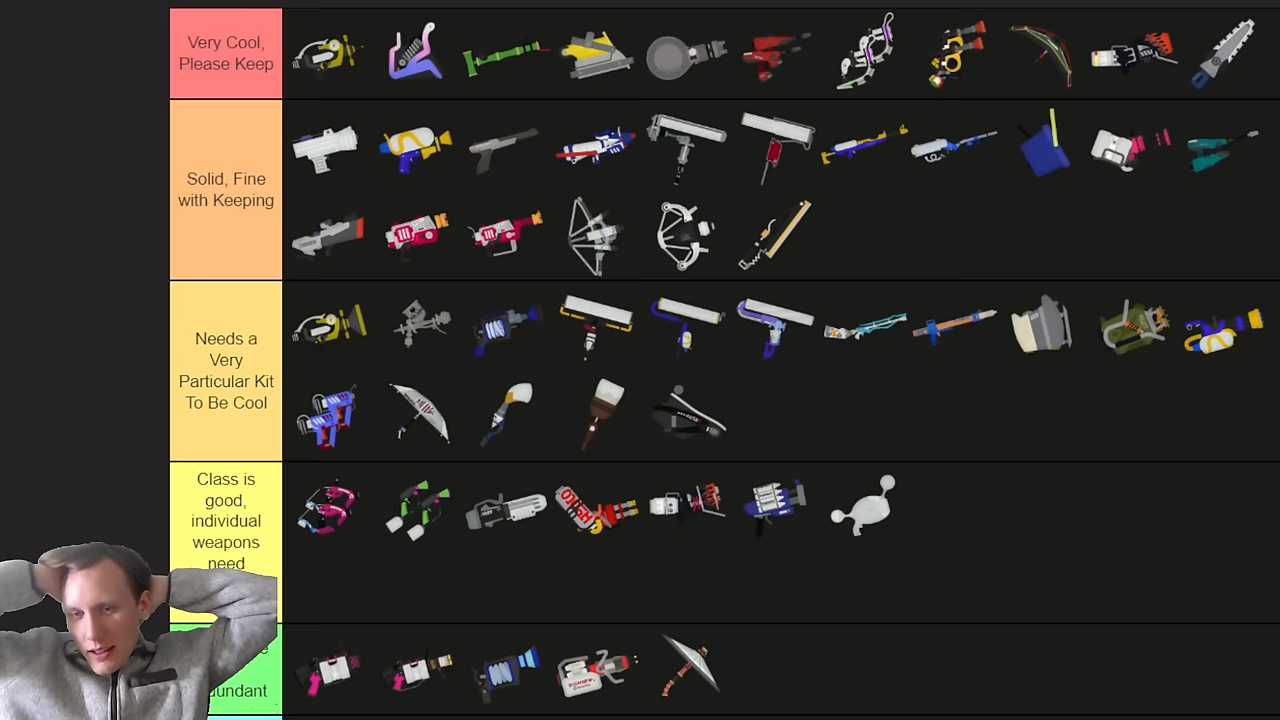 Very Cool,
Please Keep
Solid, Fine
with Keeping
Needs a
Very
Particular Kit
To Be Cool
Class is
good,
individual
weapons
need